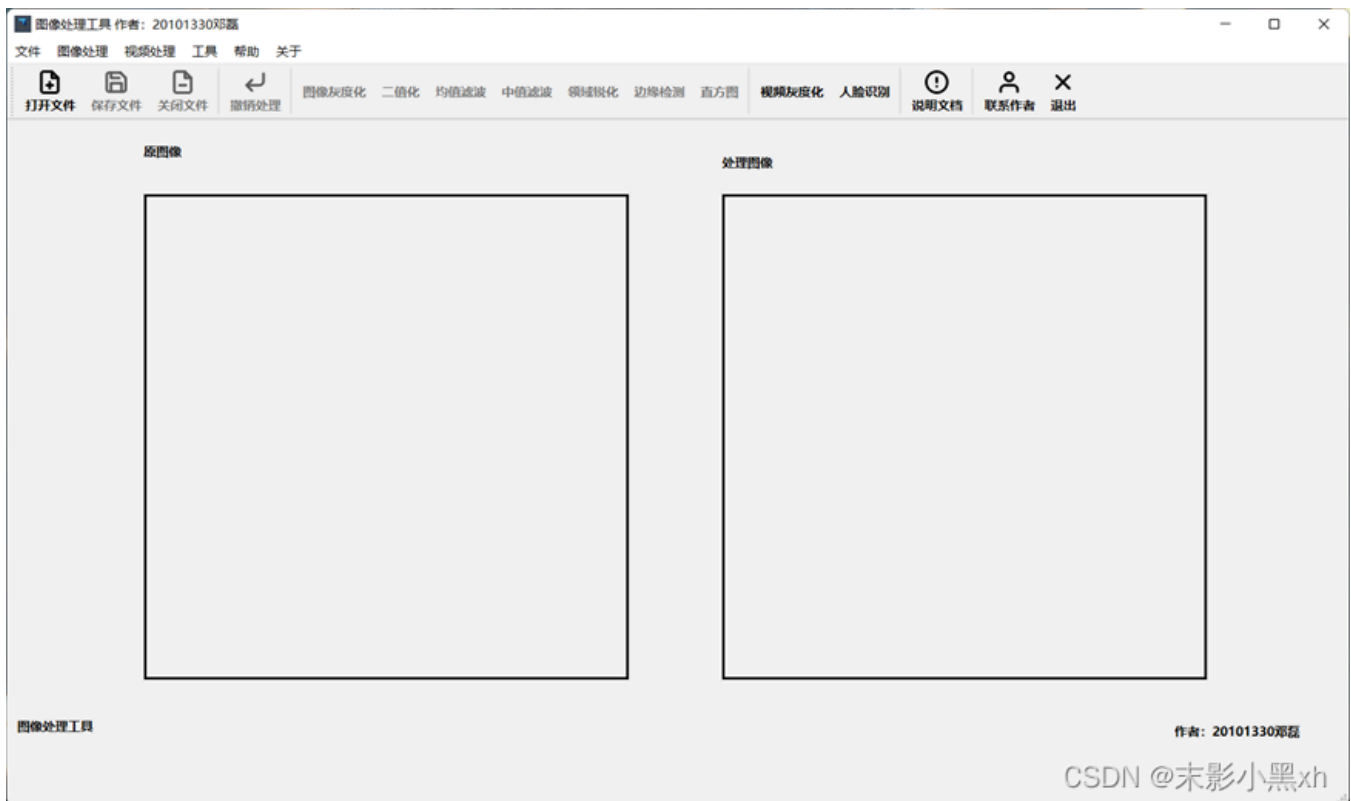 图像处理工具 作者：20101330邓磊
文件 图像处理 视频处理 工具 帮助 关于
打开文件 保存文件 关闭文件 撤销处理 图像灰度化 二值化 均值滤波 中值滤波 领域锐化 边缘检测 直方图 视频灰度化 人脸识别 说明文档 联系作者 退出
原图像
处理图像
图像处理工具
作者：20101330邓磊
CSDN @末影小黑xh